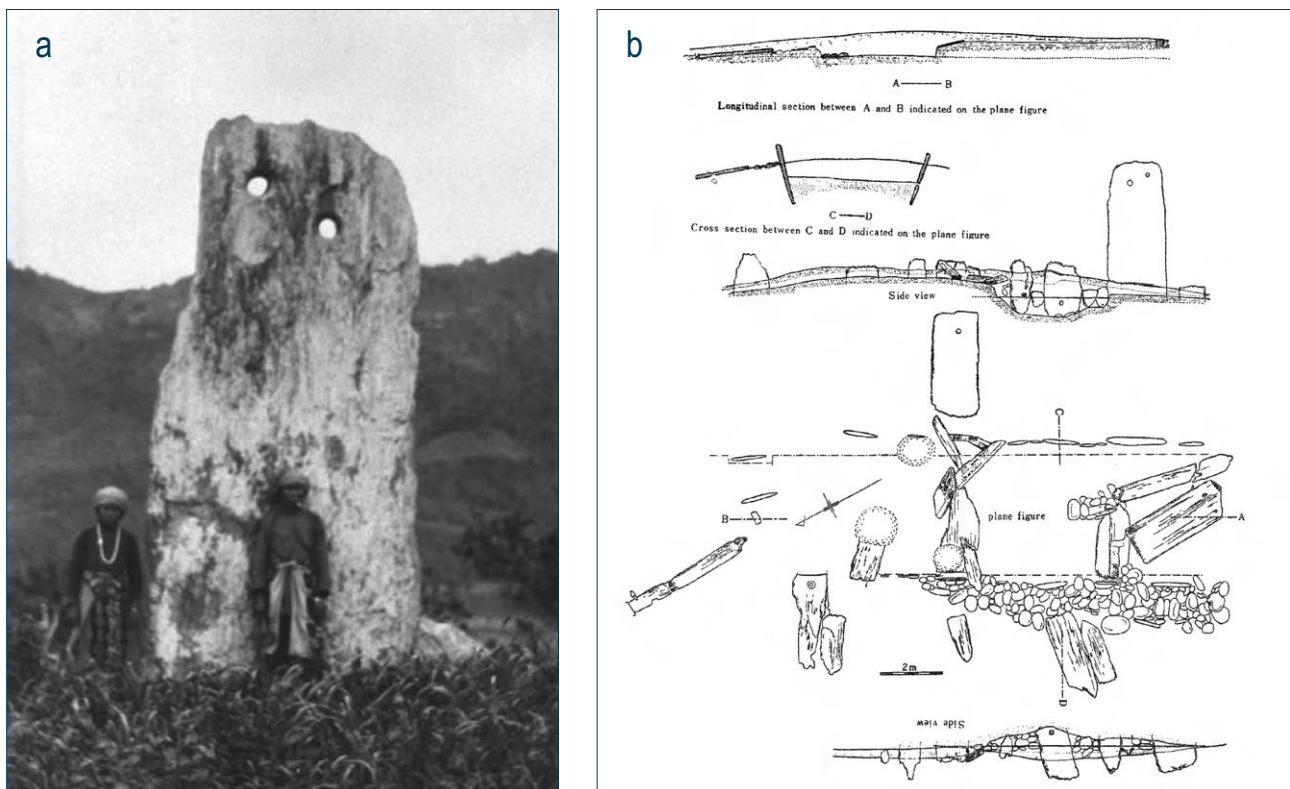 a
b
A B
Longitudinal section between A and B indicated on the plane figure
C D
Cross section between C and D indicated on the plane figure
Side view
B
plane figure
A
2m
Side view